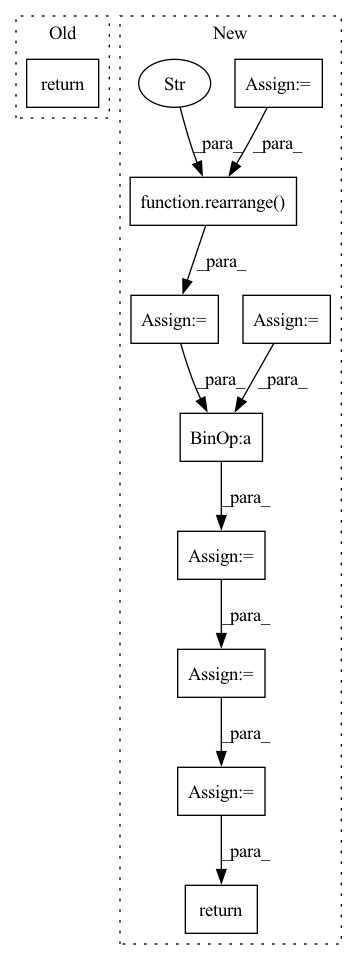 Old
New
return
Str
Assign:=
_para_
_para_
function.rearrange()
_para_
Assign:=
Assign:=
_para_
_para_
BinOp:a
_para_
Assign:=
_para_
Assign:=
_para_
Assign:=
_para_
return